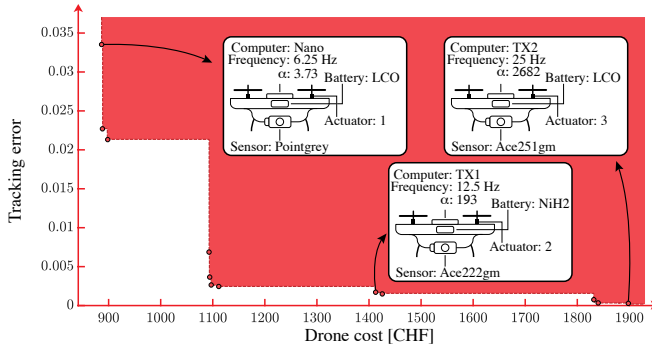 0.035
0.03
0.025
0.02
0.015
0.01
0.005
0
Tracking error
Computer: Nano
Frequency: 6.25 Hz
α: 3.73
Battery: LCO
Actuator: 1
Sensor: Pointgrey
Computer: TX2
Frequency: 25 Hz
α: 2682
Battery: LCO
Actuator: 3
Sensor: Ace251gm
Computer: TX1
Frequency: 12.5 Hz
α: 193
Battery: NiH2
Actuator: 2
Sensor: Ace222gm
900 1000 1100 1200 1300 1400 1500 1600 1700 1800 1900
Drone cost [CHF]